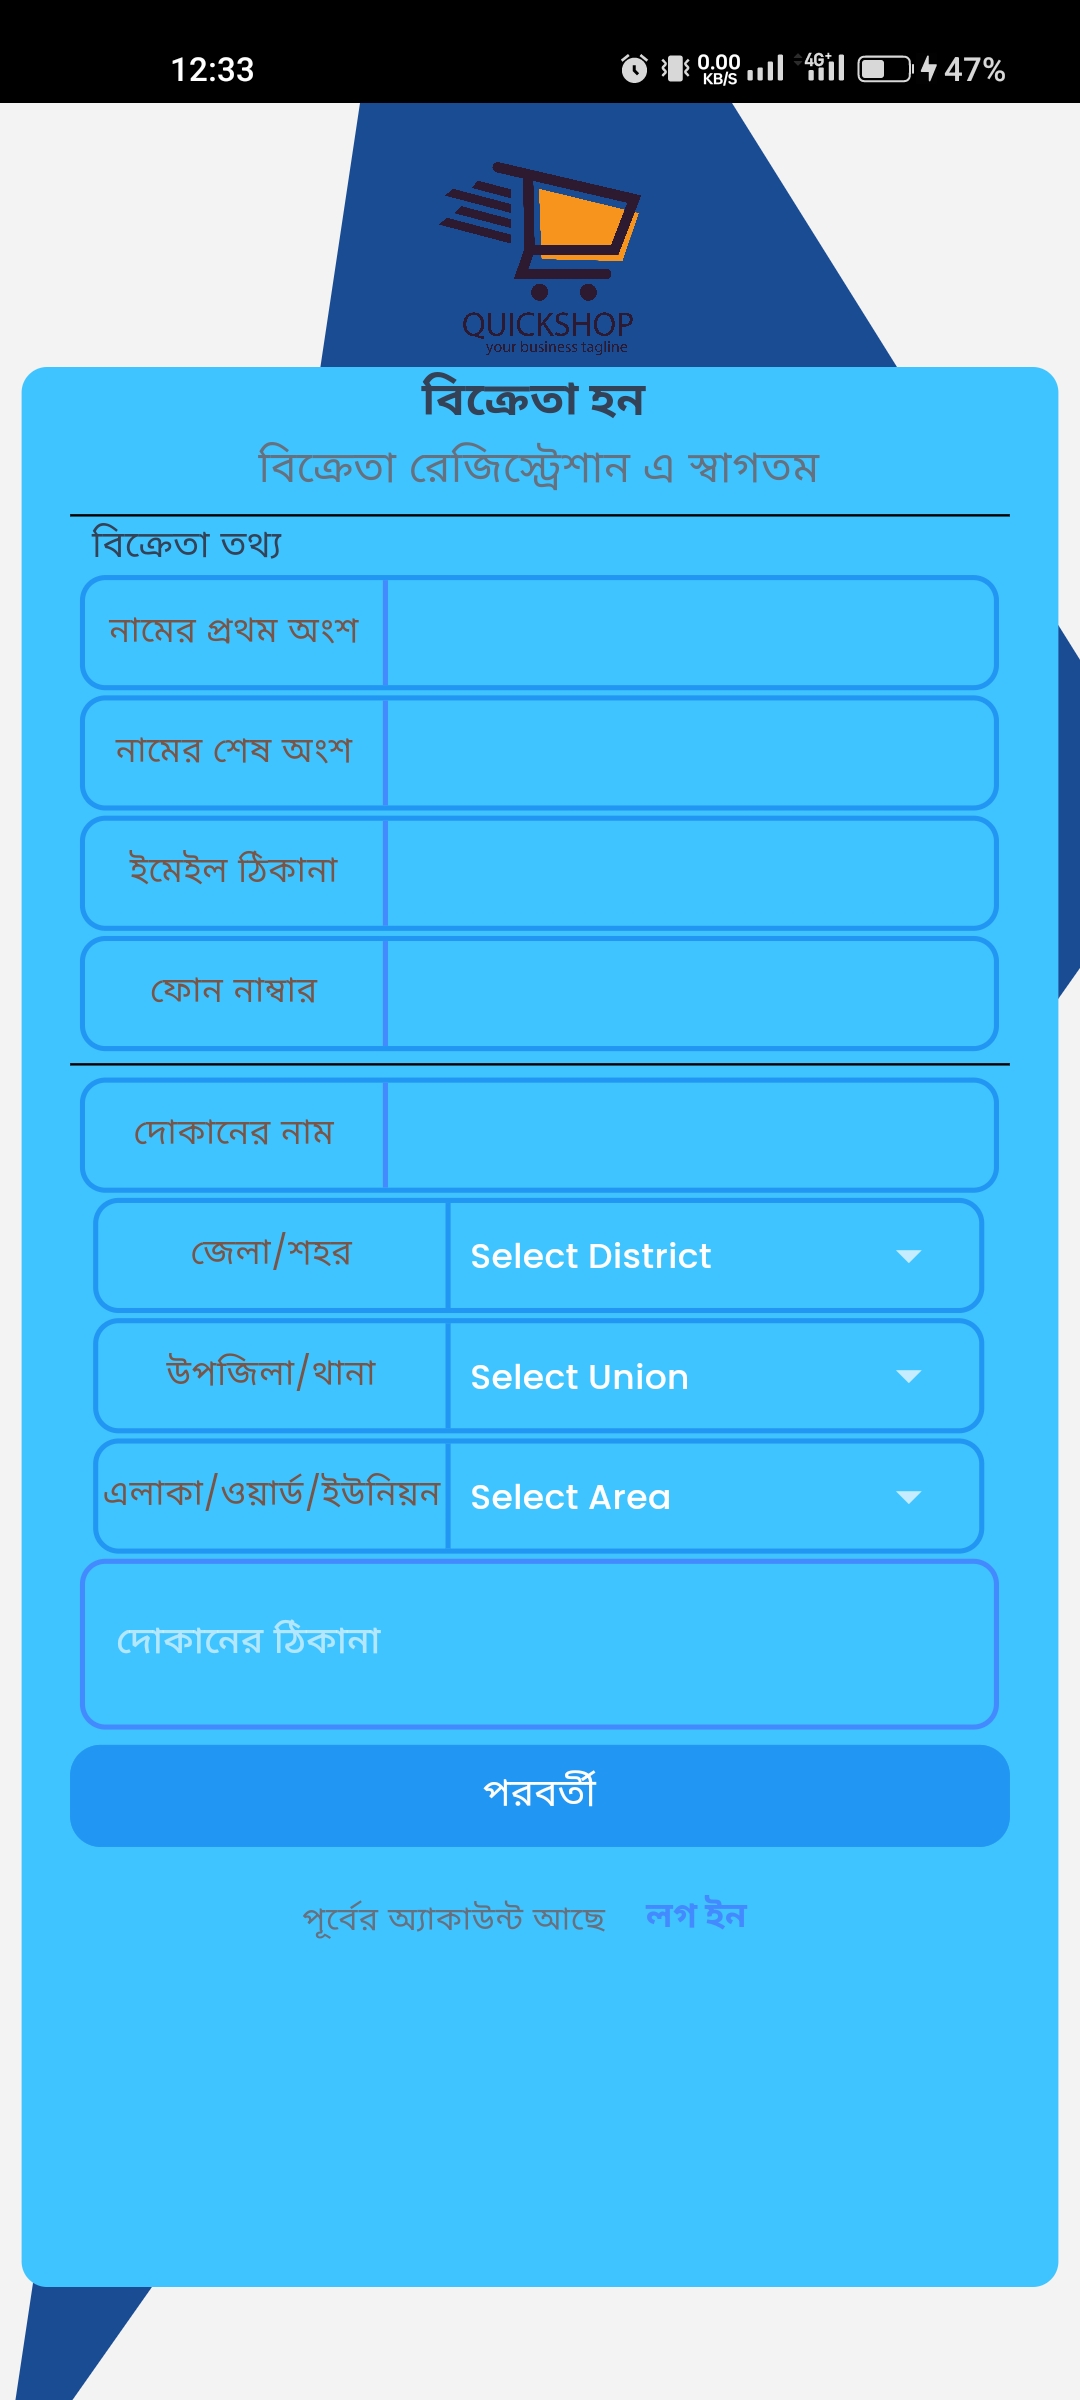 12:33
0.00
KB/S
4G+
47%
QUICKSHOP
your business tagline
বিক্রেতা হন
বিক্রেতা রেজিস্ট্রেশান এ স্বাগতম
বিক্রেতা তথ্য
নামের প্রথম অংশ
নামের শেষ অংশ
ইমেইল ঠিকানা
ফোন নাম্বার
দোকানের নাম
জেলা/শহর Select District
উপজিলা/থানা Select Union
এলাকা/ওয়ার্ড/ইউনিয়ন Select Area
দোকানের ঠিকানা
পরবর্তী
পূর্বের অ্যাকাউন্ট আছে লগ ইন